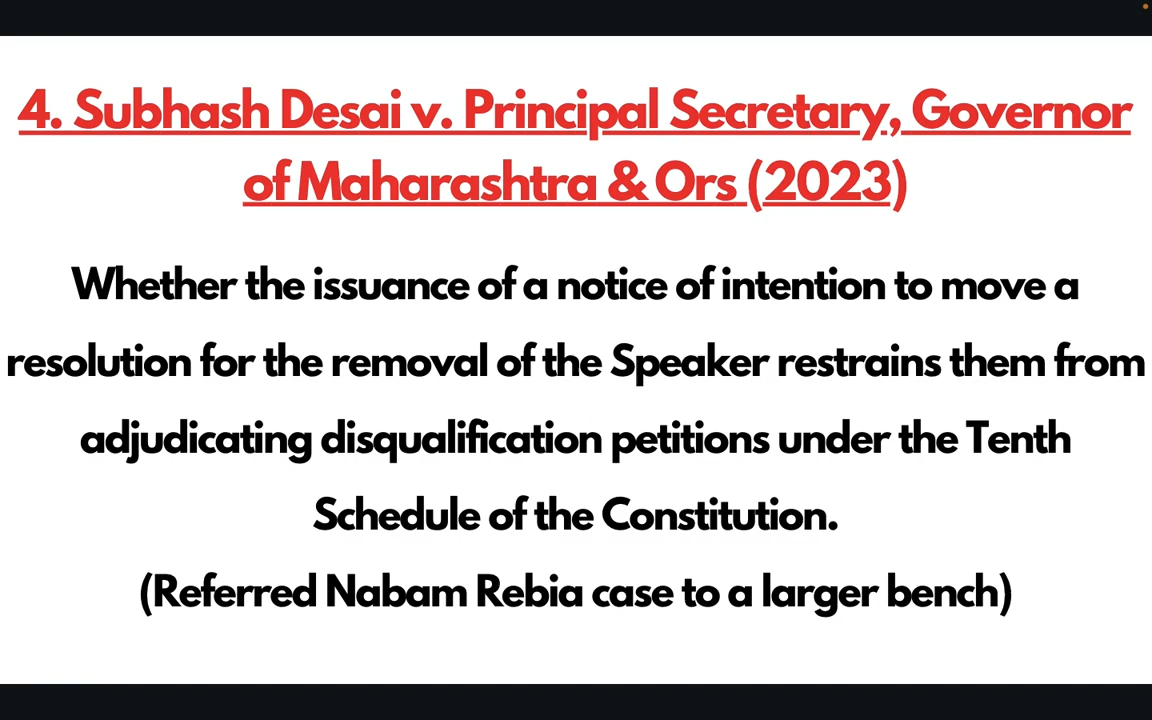 4. Subhash Desai v. Principal Secretary, Governor
of Maharashtra & Ors (2023)
Whether the issuance of a notice of intention to move a
resolution for the removal of the Speaker restrains them from
adjudicating disqualification petitions under the Tenth
Schedule of the Constitution.
(Referred Nabam Rebia case to a larger bench)